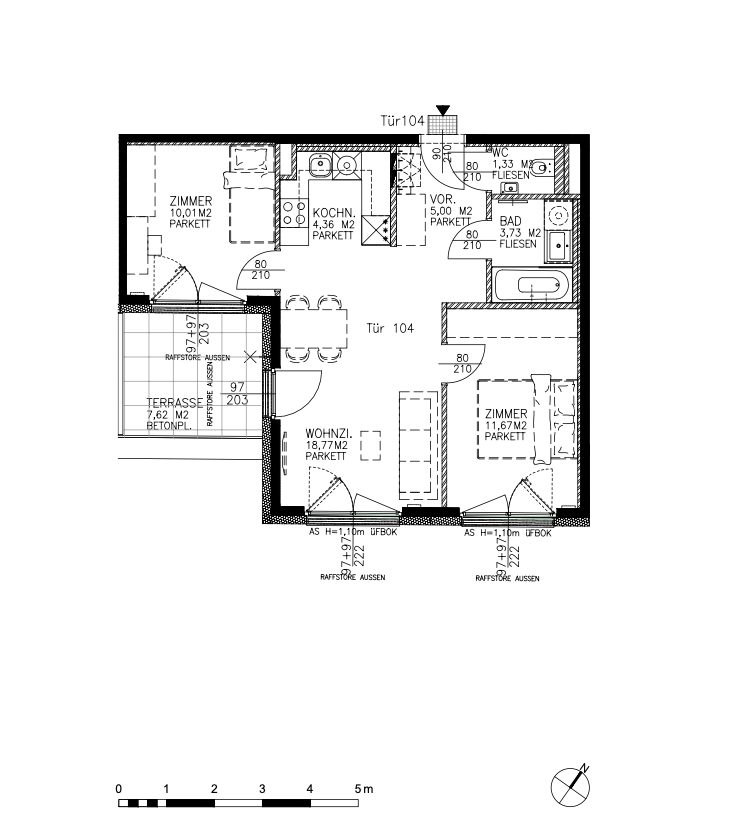 Tür104
90
210
WC
1,33 M2
FLIESEN
80
210
ZIMMER
10,01M2
PARKETT
KOCHN.
4,36 M2
PARKETT
VOR.
5,00 M2
PARKETT
BAD
3,73 M2
FLIESEN
80
210
80
210
Tür 104
97+97
203
RAFFSTORE AUSSEN
RAFFSTORE AUSSEN
80
210
97
203
TERRASSE
7,62 M2
BETONPL.
ZIMMER
11,67M2
PARKETT
WOHNZI.
18,77M2
PARKETT
AS H=1,10m üFBOK
AS H=1,10m üFBOK
97+97
222
97+97
222
RAFFSTORE AUSSEN
RAFFSTORE AUSSEN
N
0 1 2 3 4 5 m